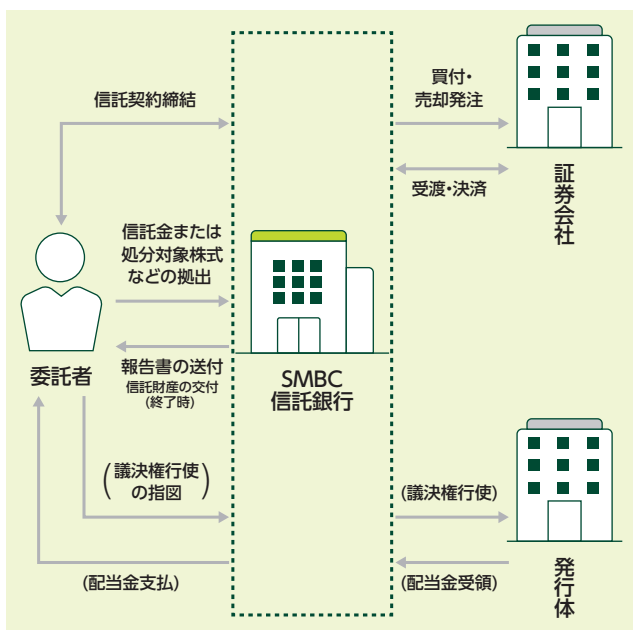 信託契約締結
買付・
売却発注
受渡・決済
証券会社
信託金または
処分対象株式
などの拠出
報告書の送付
信託財産の交付
(終了時)
委託者
SMBC
信託銀行
(議決権行使
の指図)
(議決権行使)
(配当金支払)
(配当金受領)
発行体